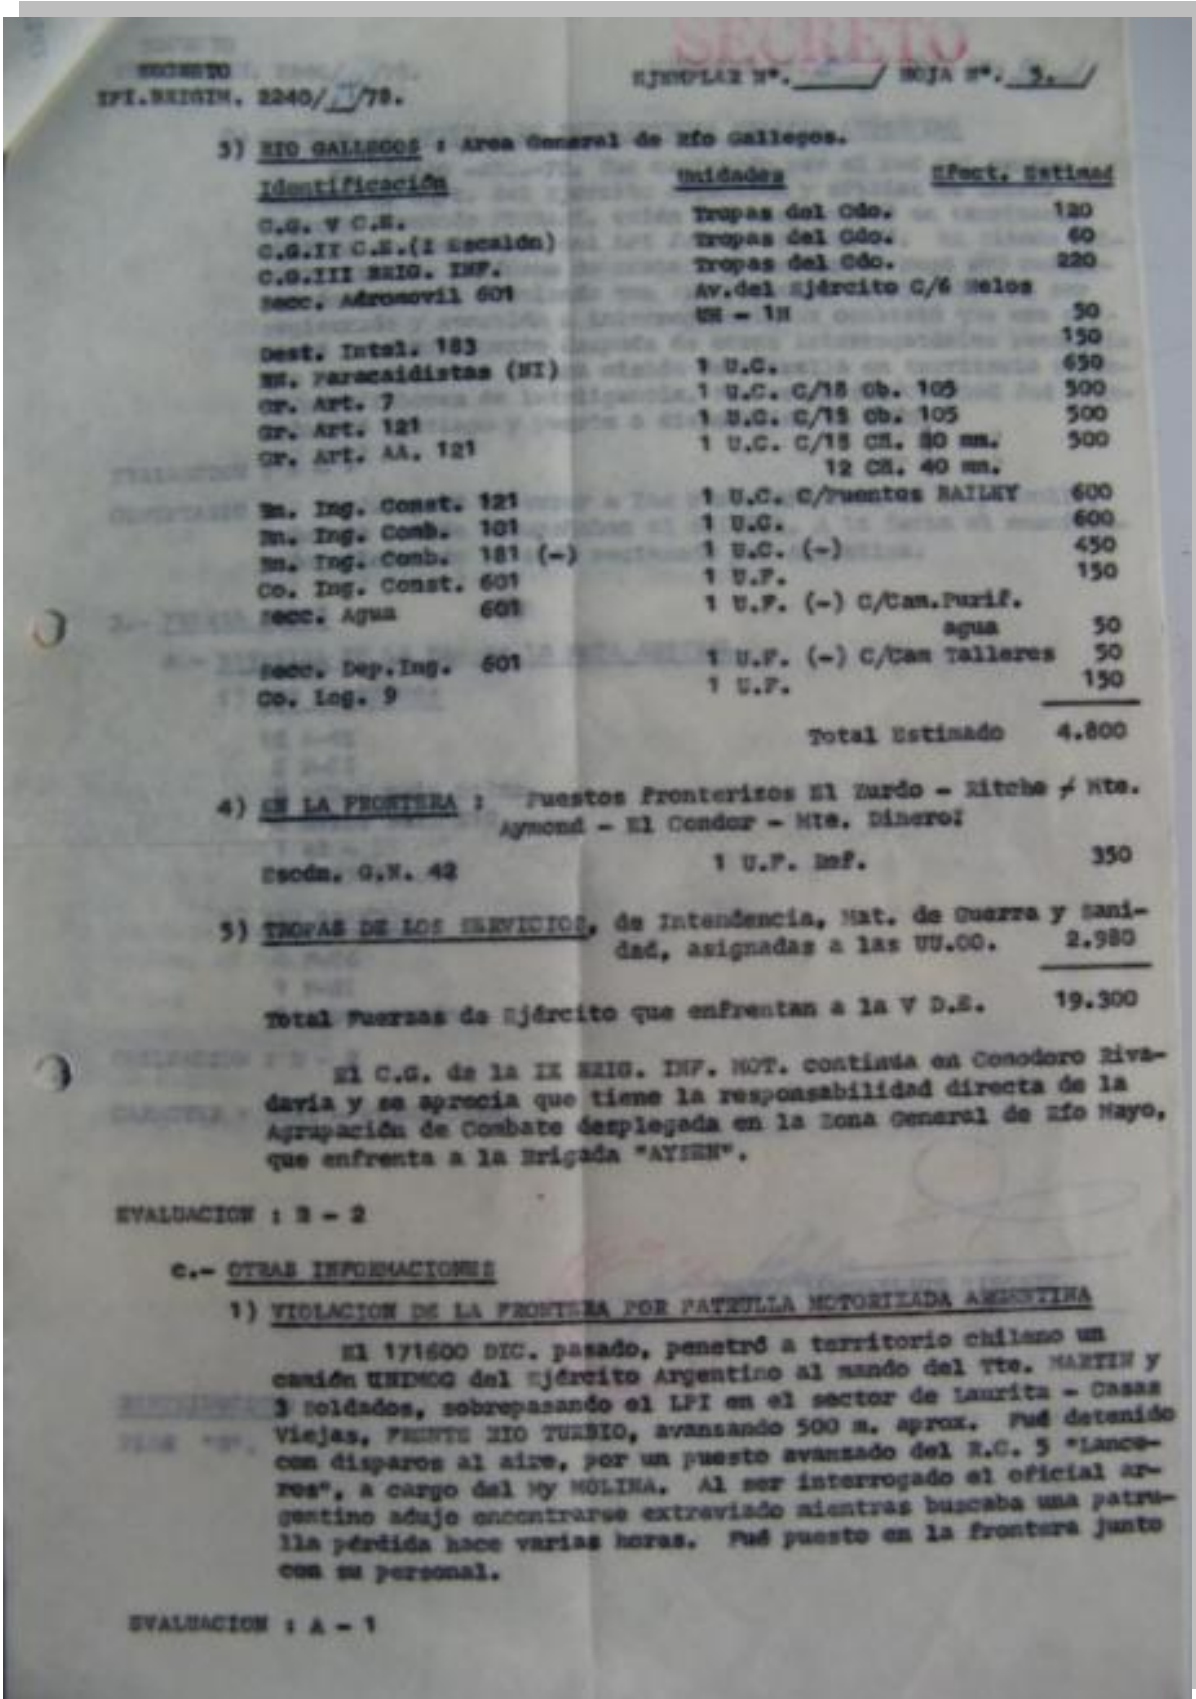 SECRETO
SECRETO
EJEMPLAR N°. / HOJA N°. 5. /
IFI.REIGIM. 2240/ /78.
3) RIO GALLEGOS : Area General de Río Gallegos.
Identificación Unidades Efect. Estimad
C.G. V C.E. Tropas del Cdo. 120
C.G.II C.E.(I Escalón) Tropas del Cdo. 60
C.G.III BRIG. INF. Tropas del Cdo. 220
Secc. Aéromovil 601 Av.del Ejército C/6 Helos
UH - 1H 50
Dest. Intel. 183 150
BN. Paracaidistas (NI) 1 U.C. 650
Gr. Art. 7 1 U.C. C/18 Ob. 105 500
Gr. Art. 121 1 U.C. C/18 Ob. 105 500
Gr. Art. AA. 121 1 U.C. C/18 CÑ. 30 mm. 500
12 CÑ. 40 mm.
Bn. Ing. Const. 121 1 U.C. C/Puentes BAILEY 600
Bn. Ing. Comb. 101 1 U.C. 600
Bn. Ing. Comb. 181 (-) 1 U.C. (-) 450
Co. Ing. Const. 601 1 U.F. 150
Secc. Agua 601 1 U.F. (-) C/Cam.Purif.
agua 50
Secc. Dep.Ing. 601 1 U.F. (-) C/Cam Talleres 50
Co. Log. 9 1 U.F. 150
Total Estimado 4.800
4) EN LA FRONTERA : Puestos fronterizos El Zurdo - Ritche / Mte.
Aymond - El Condor - Mte. Dinero:
Escdn. G.N. 42 1 U.F. Ref. 350
5) TROPAS DE LOS SERVICIOS, de Intendencia, Mat. de Guerra y Sani-
dad, asignadas a las UU.OO. 2.980
Total Fuerzas de Ejército que enfrentan a la V D.E. 19.300
El C.G. de la IX BRIG. INF. MOT. continúa en Comodoro Riva-
davia y se aprecia que tiene la responsabilidad directa de la
Agrupación de Combate desplegada en la Zona General de Río Mayo,
que enfrenta a la Brigada "AYSEN".
EVALUACION : B - 2
c.- OTRAS INFORMACIONES
1) VIOLACION DE LA FRONTERA POR PATRULLA MOTORIZADA ARGENTINA
El 171600 DIC. pasado, penetró a territorio chileno un
camión UNIMOG del Ejército Argentino al mando del Tte. MARTIN y
3 Soldados, sobrepasando el LPI en el sector de Laurita - Casas
Viejas, FRENTE RIO TURBIO, avanzando 500 m. aprox. Fué detenido
con disparos al aire, por un puesto avanzado del R.C. 5 "Lance-
ros", a cargo del My MOLINA. Al ser interrogado el oficial ar-
gentino adujo encontrarse extraviado mientras buscaba una patru-
lla pérdida hace varias horas. Fué puesto en la frontera junto
con su personal.
EVALUACION : A - 1